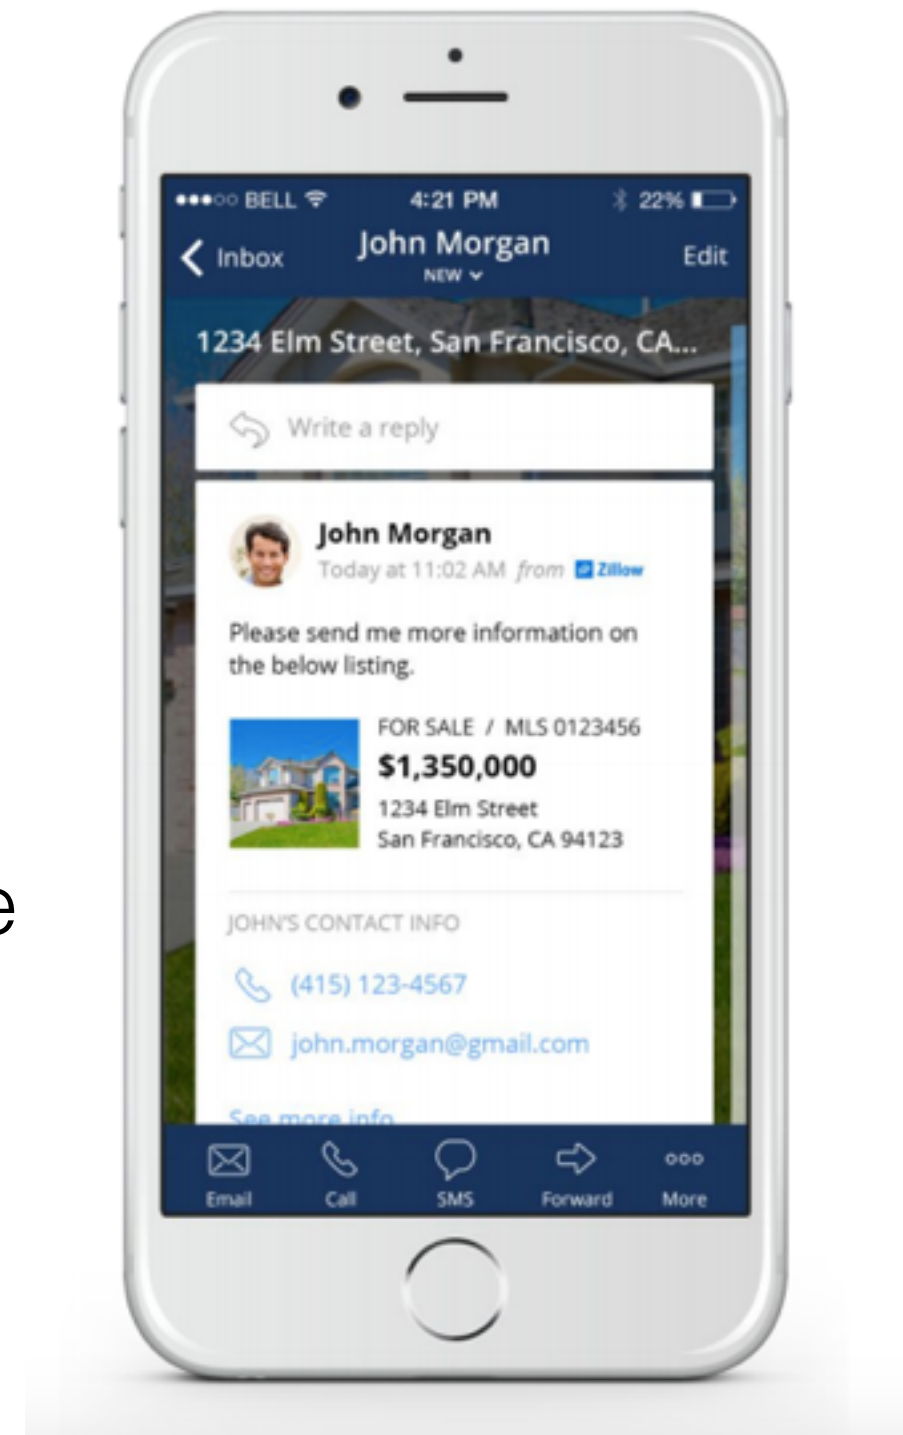 BELL 4:21 PM 22%
Inbox John Morgan Edit
NEW
1234 Elm Street, San Francisco, CA...
Write a reply
John Morgan
Today at 11:02 AM from Zillow
Please send me more information on
the below listing.
FOR SALE / MLS 0123456
$1,350,000
1234 Elm Street
San Francisco, CA 94123
e
JOHN'S CONTACT INFO
(415) 123-4567
john.morgan@gmail.com
See more info
Email Call SMS Forward More